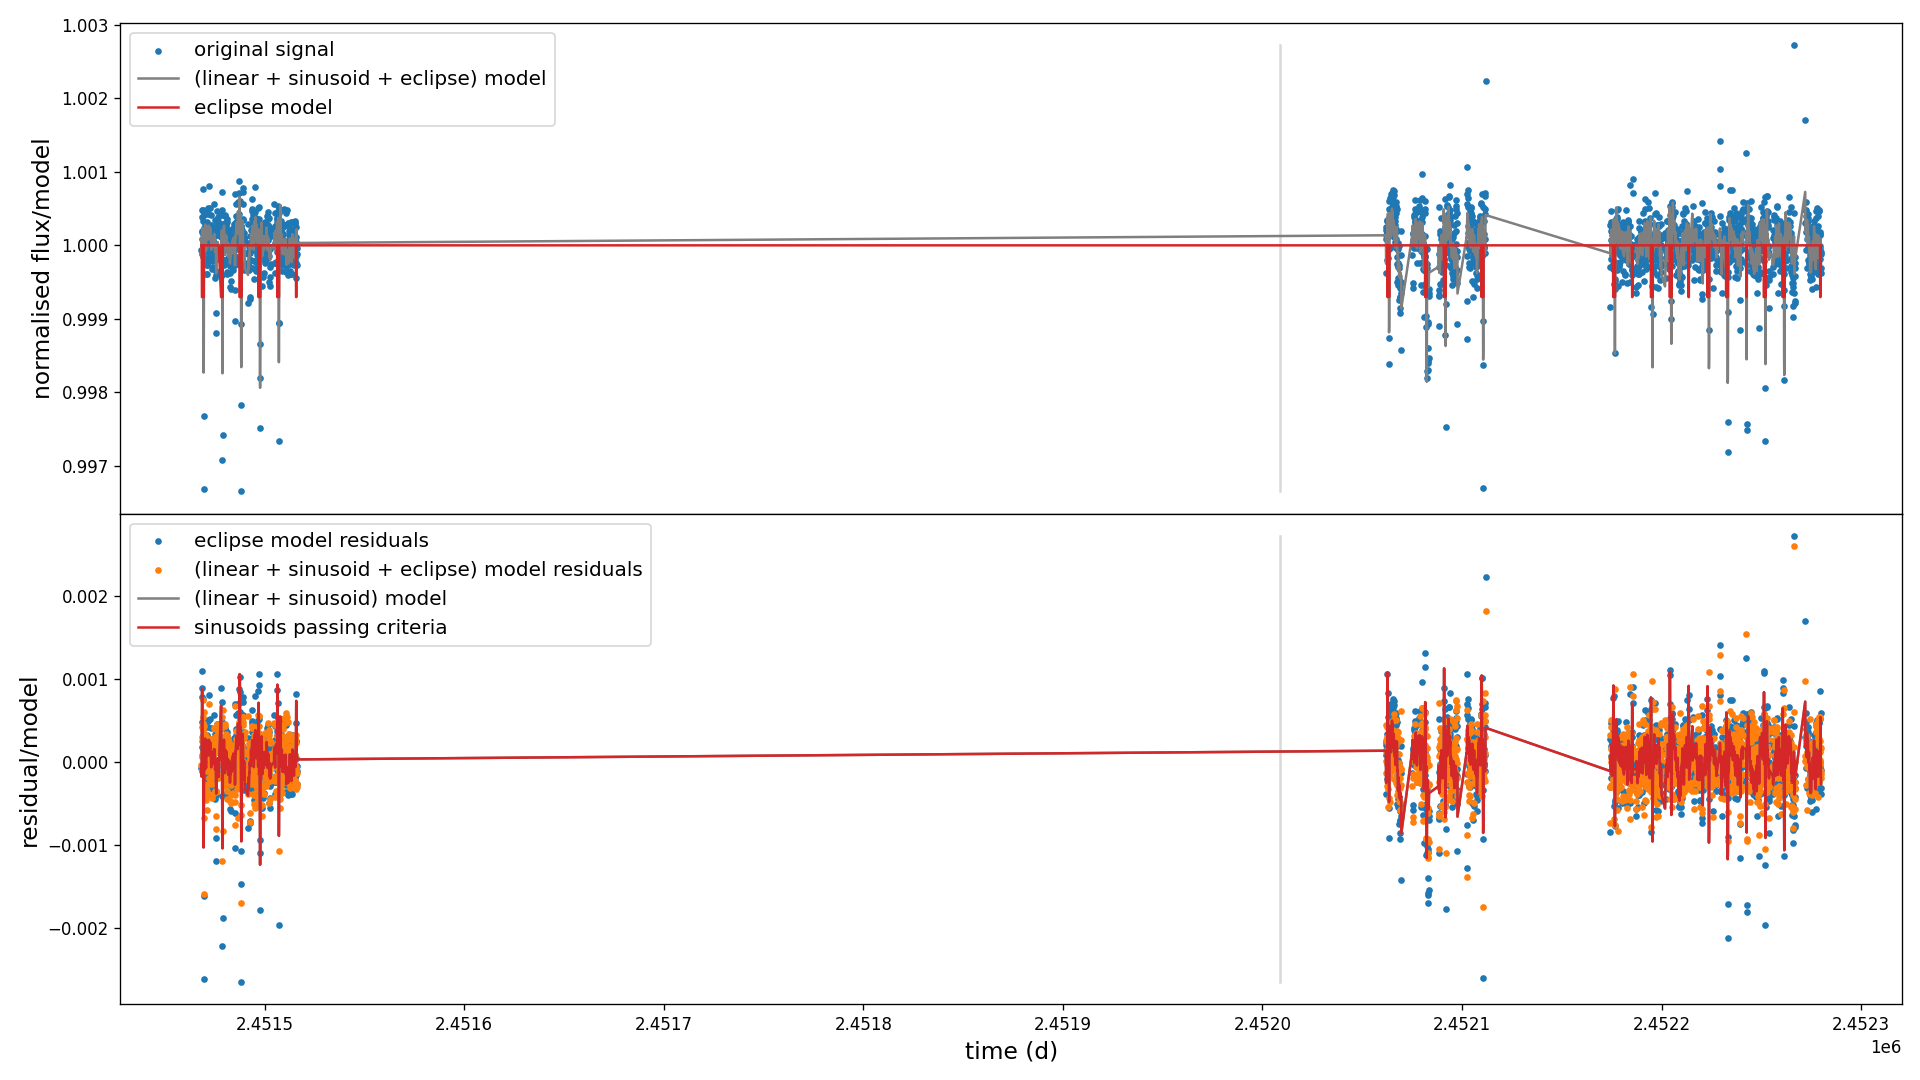 1.003
1.002
1.001
1.000
0.999
0.998
0.997
normalised flux/model
original signal
(linear + sinusoid + eclipse) model
eclipse model
0.002
0.001
0.000
−0.001
−0.002
residual/model
eclipse model residuals
(linear + sinusoid + eclipse) model residuals
(linear + sinusoid) model
sinusoids passing criteria
2.4515 2.4516 2.4517 2.4518 2.4519 2.4520 2.4521 2.4522 2.4523
1e6
time (d)